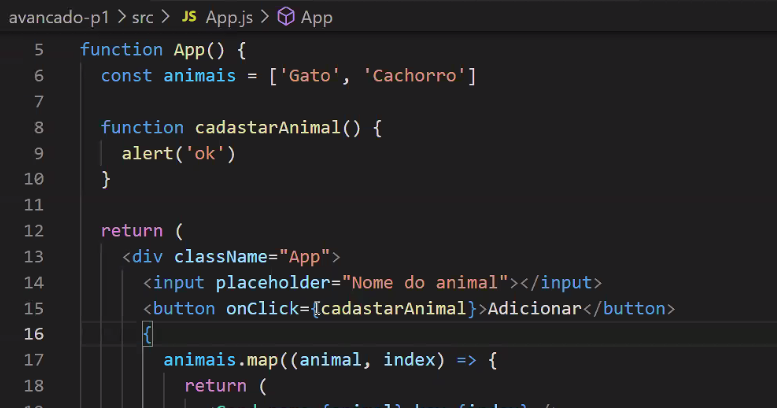 avancado-p1 > src > JS App.js > App
5 function App() {
6 const animais = ['Gato', 'Cachorro']
7
8 function cadastarAnimal() {
9 alert('ok')
10 }
11
12 return (
13 <div className="App">
14 <input placeholder="Nome do animal"></input>
15 <button onClick={cadastarAnimal}>Adicionar</button>
16 {
17 animais.map((animal, index) => {
18 return (